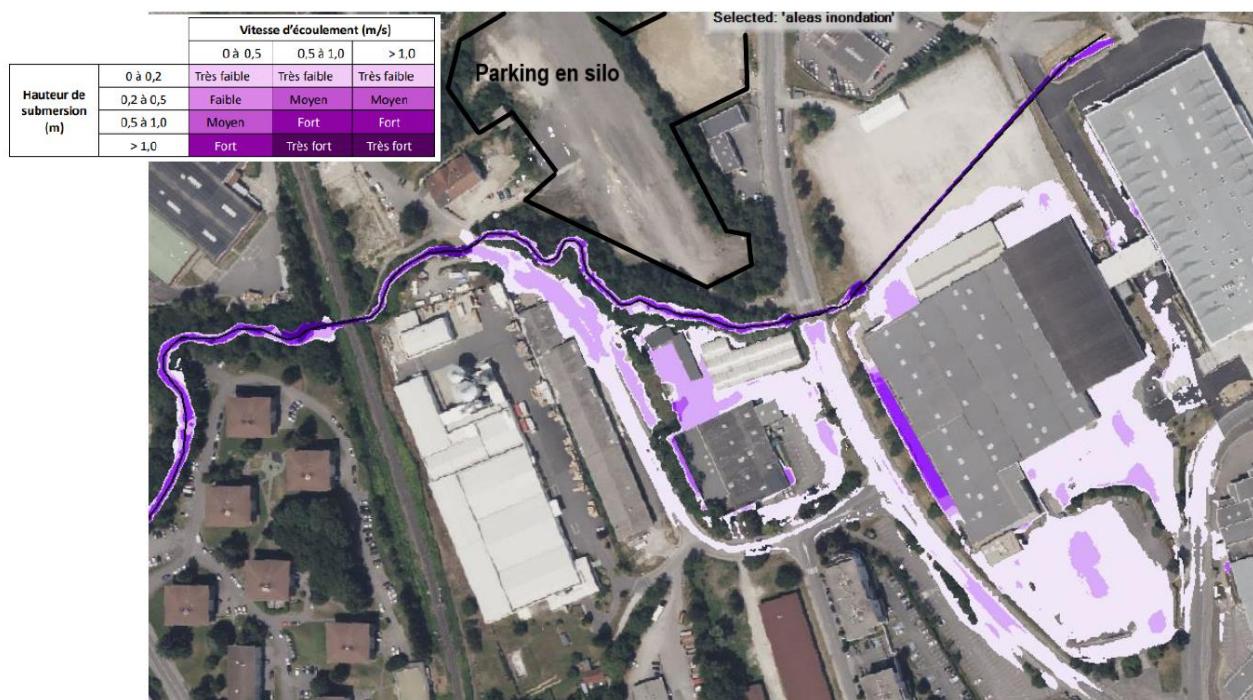 Selected: 'aleas inondation'
Vitesse d'écoulement (m/s)
0 à 0,5 0,5 à 1,0 > 1,0
Hauteur de submersion (m)
0 à 0,2 Très faible Très faible Très faible
0,2 à 0,5 Faible Moyen Moyen
0,5 à 1,0 Moyen Fort Fort
> 1,0 Fort Très fort Très fort
Parking en silo